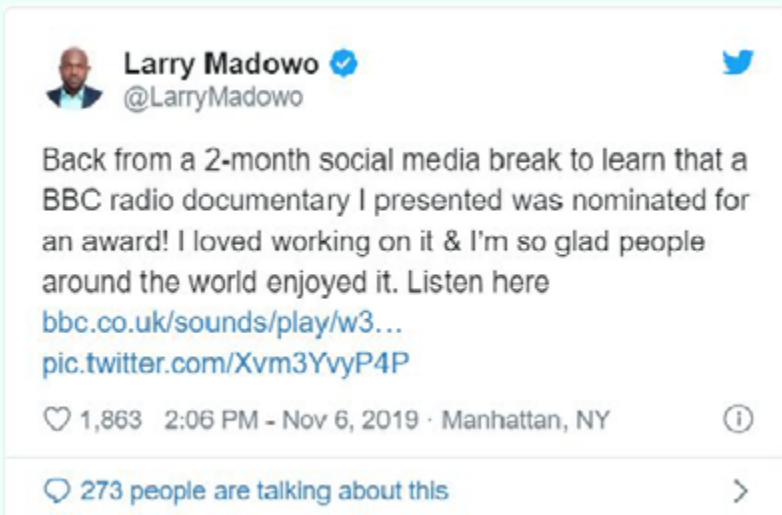 Larry Madowo
@LarryMadowo
Back from a 2-month social media break to learn that a
BBC radio documentary I presented was nominated for
an award! I loved working on it & I'm so glad people
around the world enjoyed it. Listen here
bbc.co.uk/sounds/play/w3...
pic.twitter.com/Xvm3YvyP4P
1,863 2:06 PM - Nov 6, 2019 · Manhattan, NY
273 people are talking about this